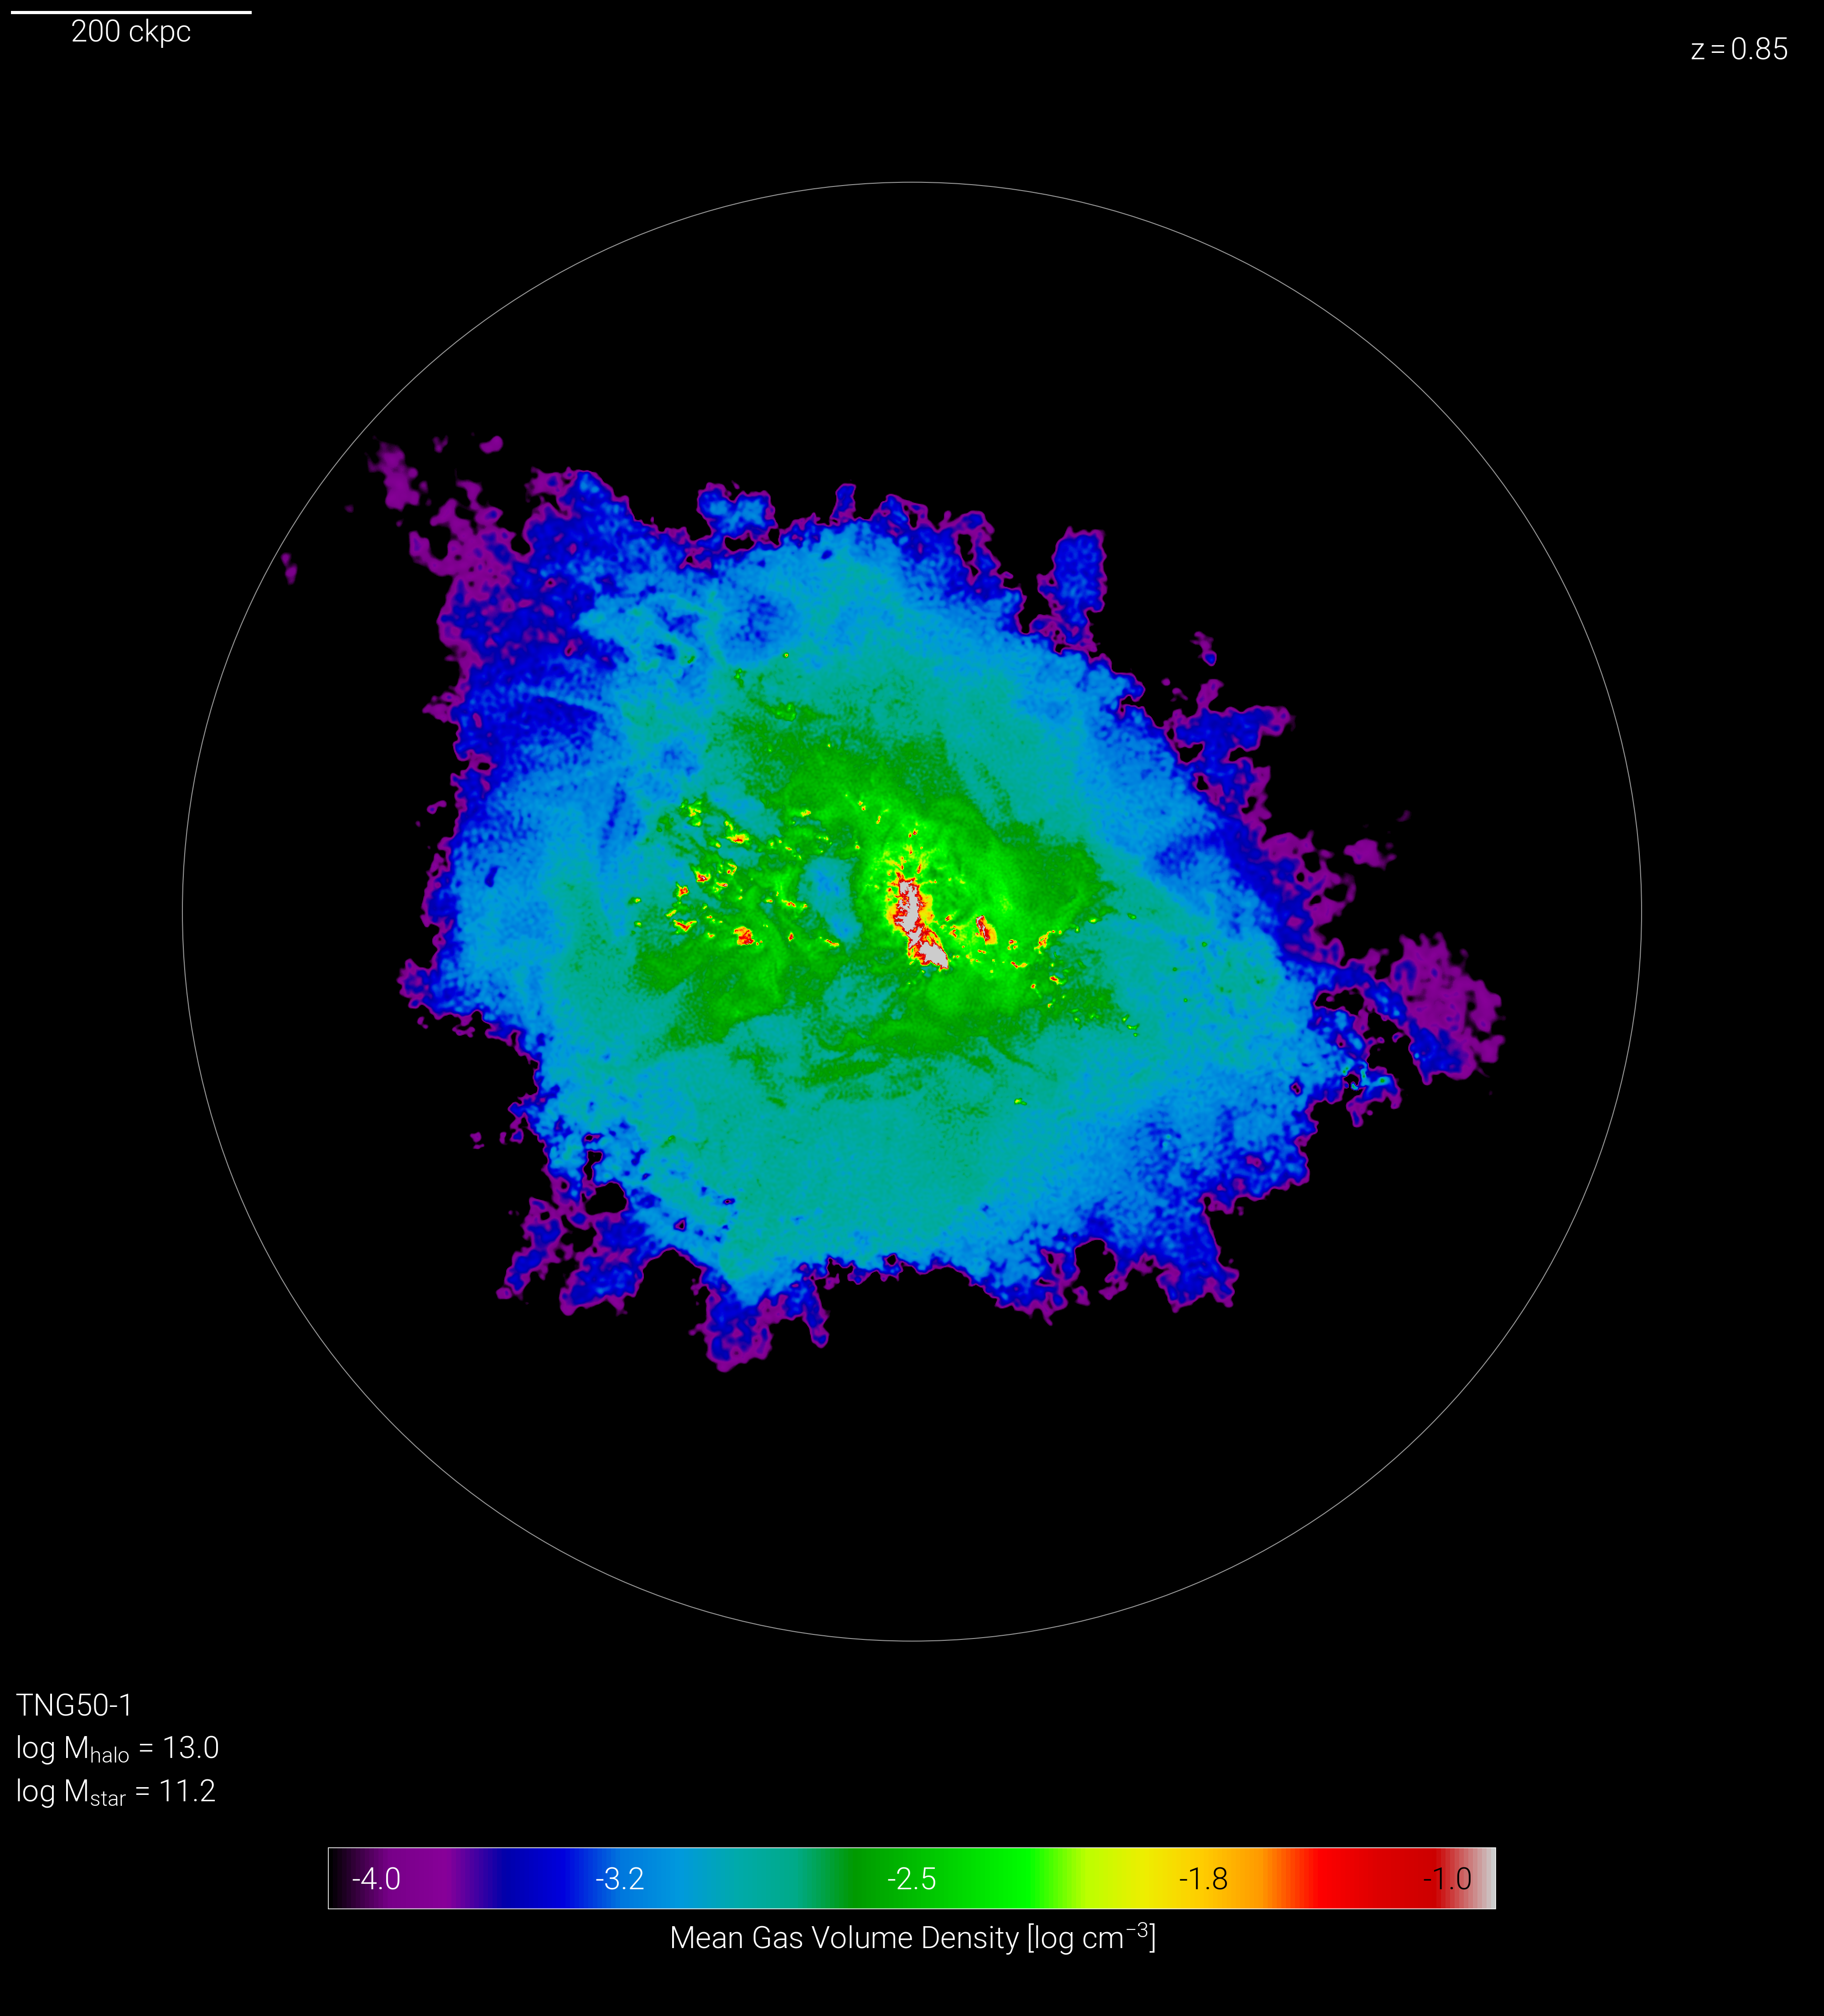 200 ckpc
z = 0.85
TNG50-1
log M_halo = 13.0
log M_star = 11.2
-4.0 -3.2 -2.5 -1.8 -1.0
Mean Gas Volume Density [log cm⁻³]